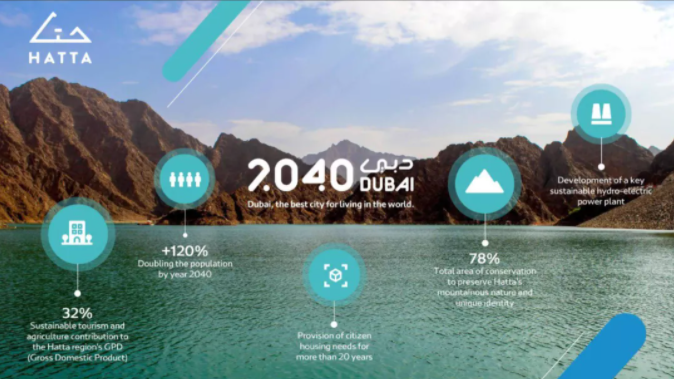 حتا
HATTA
2040 دبي
DUBAI
Dubai, the best city for living in the world.
Development of a key
sustainable hydro-electric
power plant
+120%
Doubling the population
by year 2040
78%
Total area of conservation
to preserve Hatta's
mountainous nature and
unique identity
32%
Sustainable tourism and
agriculture contribution to
the Hatta region's GPD
(Gross Domestic Product)
Provision of citizen
housing needs for
more than 20 years